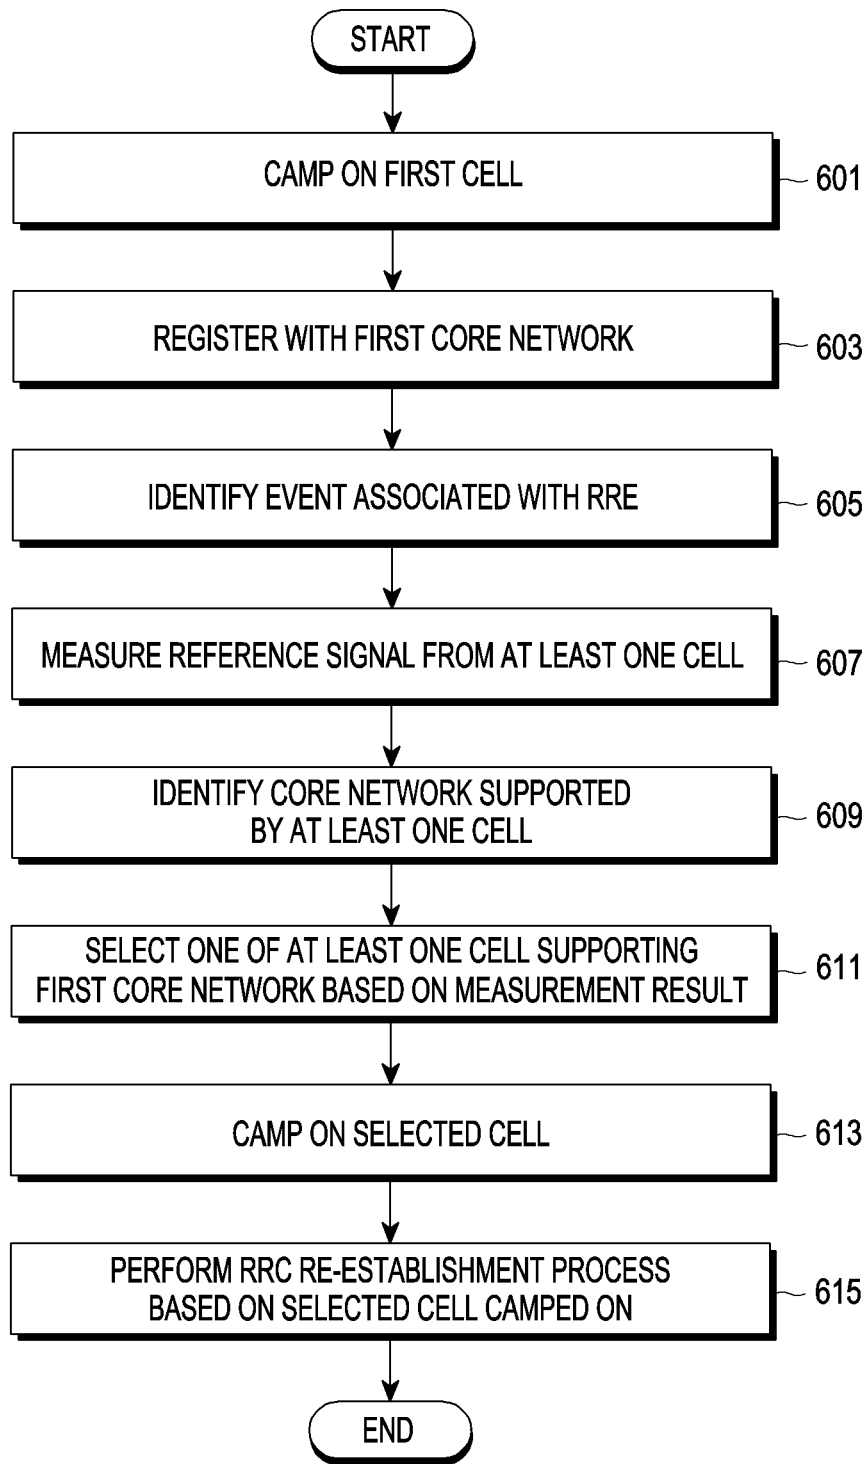 START
CAMP ON FIRST CELL
601
REGISTER WITH FIRST CORE NETWORK
603
IDENTIFY EVENT ASSOCIATED WITH RRE
605
MEASURE REFERENCE SIGNAL FROM AT LEAST ONE CELL
607
IDENTIFY CORE NETWORK SUPPORTED
BY AT LEAST ONE CELL
609
SELECT ONE OF AT LEAST ONE CELL SUPPORTING
FIRST CORE NETWORK BASED ON MEASUREMENT RESULT
611
CAMP ON SELECTED CELL
613
PERFORM RRC RE-ESTABLISHMENT PROCESS
BASED ON SELECTED CELL CAMPED ON
615
END